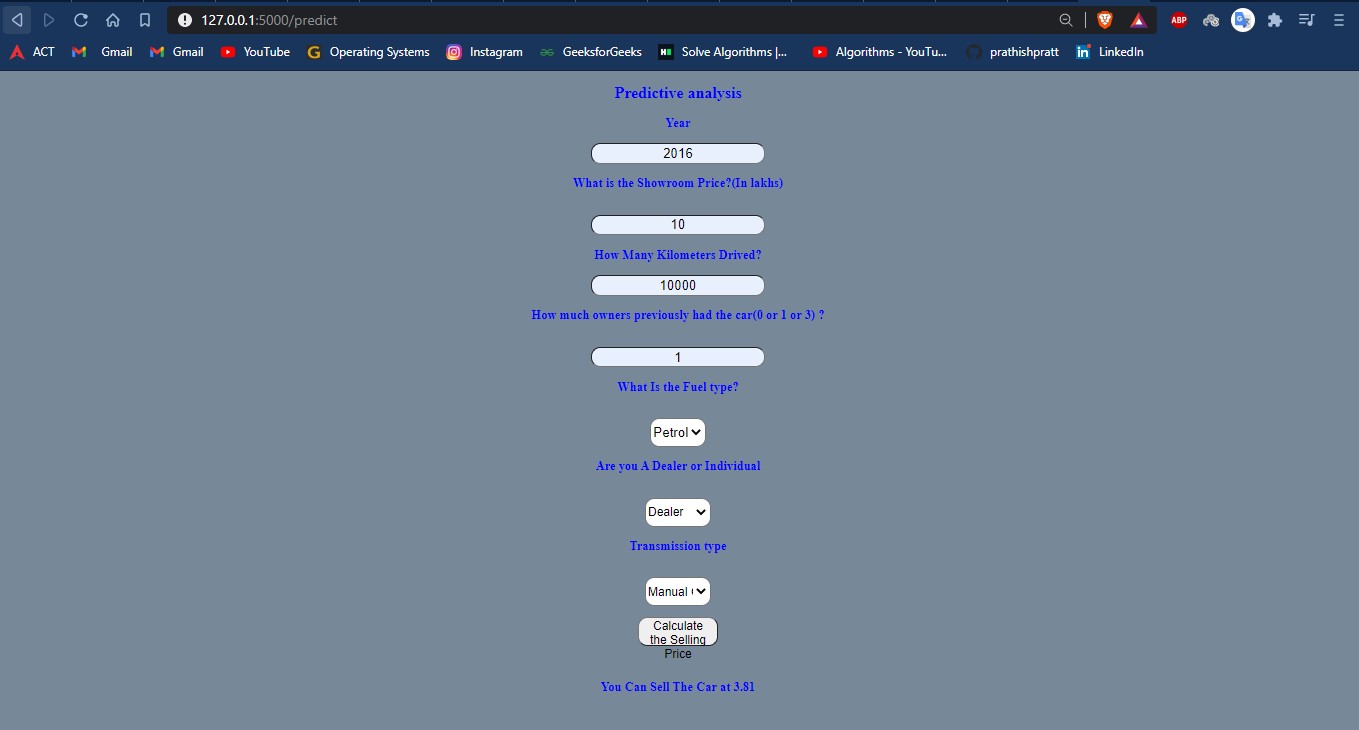 127.0.0.1:5000/predict
ABP
ACT Gmail Gmail YouTube Operating Systems Instagram GeeksforGeeks Solve Algorithms |... Algorithms - YouTu... prathishpratt LinkedIn
Predictive analysis
Year
2016
What is the Showroom Price?(In lakhs)
10
How Many Kilometers Drived?
10000
How much owners previously had the car(0 or 1 or 3) ?
1
What Is the Fuel type?
Petrol
Are you A Dealer or Individual
Dealer
Transmission type
Manual
Calculate
the Selling
Price
You Can Sell The Car at 3.81